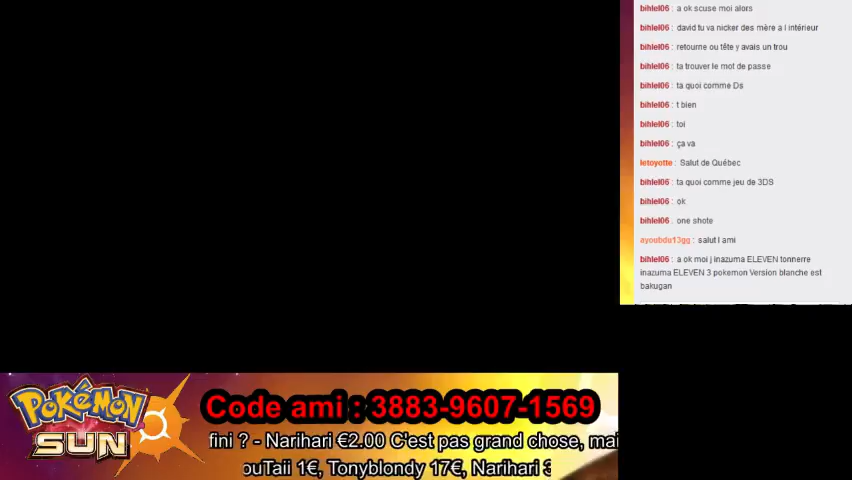 bihlel06 : a ok scuse moi alors
bihlel06 : david tu va nicker des mère a l intérieur
bihlel06 : retourne ou tête y avais un trou
bihlel06 : ta trouver le mot de passe
bihlel06 : ta quoi comme Ds
bihlel06 : t bien
bihlel06 : toi
bihlel06 : ça va
letoyotte : Salut de Québec
bihlel06 : ta quoi comme jeu de 3DS
bihlel06 : ok
bihlel06 : one shote
ayoubdu13gg : salut l ami
bihlel06 : a ok moi j inazuma ELEVEN tonnerre
inazuma ELEVEN 3 pokemon Version blanche est
bakugan
POKÉMON
SUN
Code ami : 3883-9607-1569
fini ? - Narihari €2.00 C'est pas grand chose, mai
ouTaii 1€, Tonyblondy 17€, Narihari